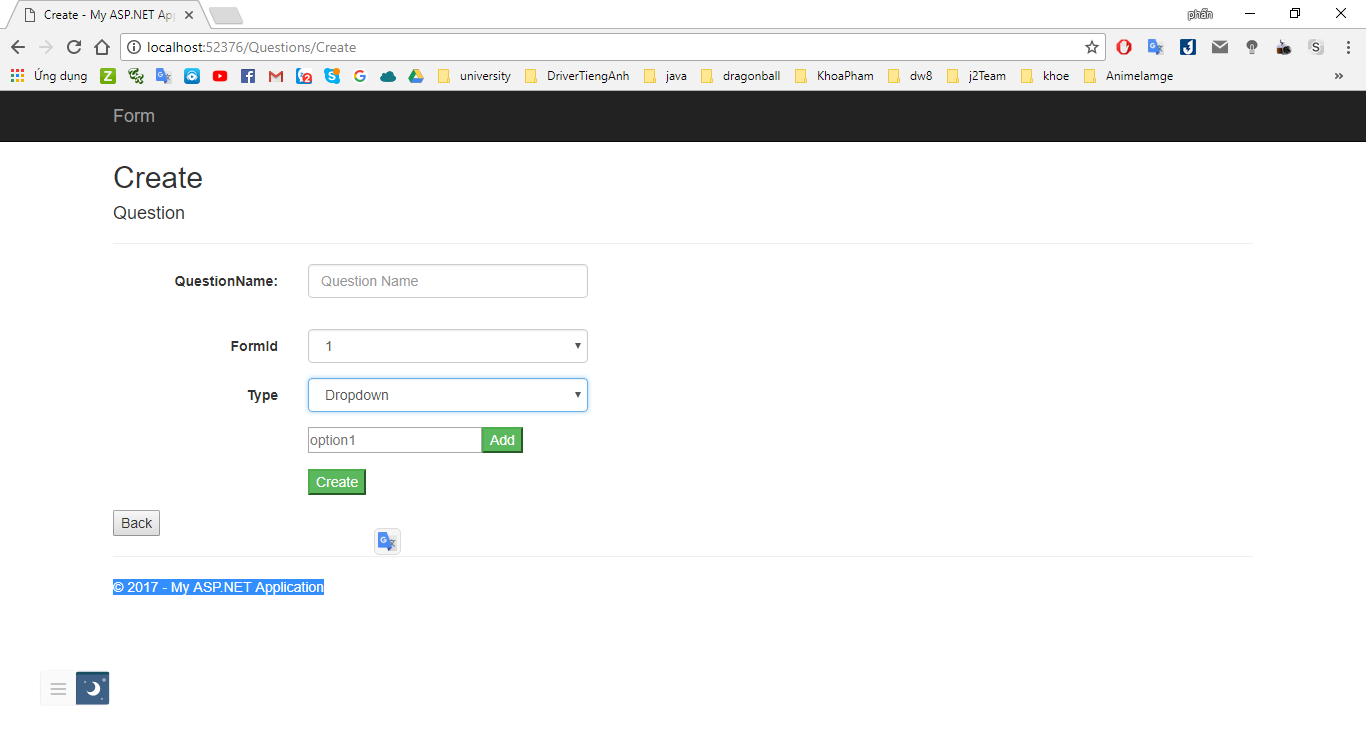 Create - My ASP.NET Ap
phấn
localhost:52376/Questions/Create
Ứng dụng university DriverTiengAnh java dragonball KhoaPham dw8 j2Team khoe Animelamge
Form
Create
Question
QuestionName: Question Name
FormId 1
Type Dropdown
option1 Add
Create
Back
© 2017 - My ASP.NET Application